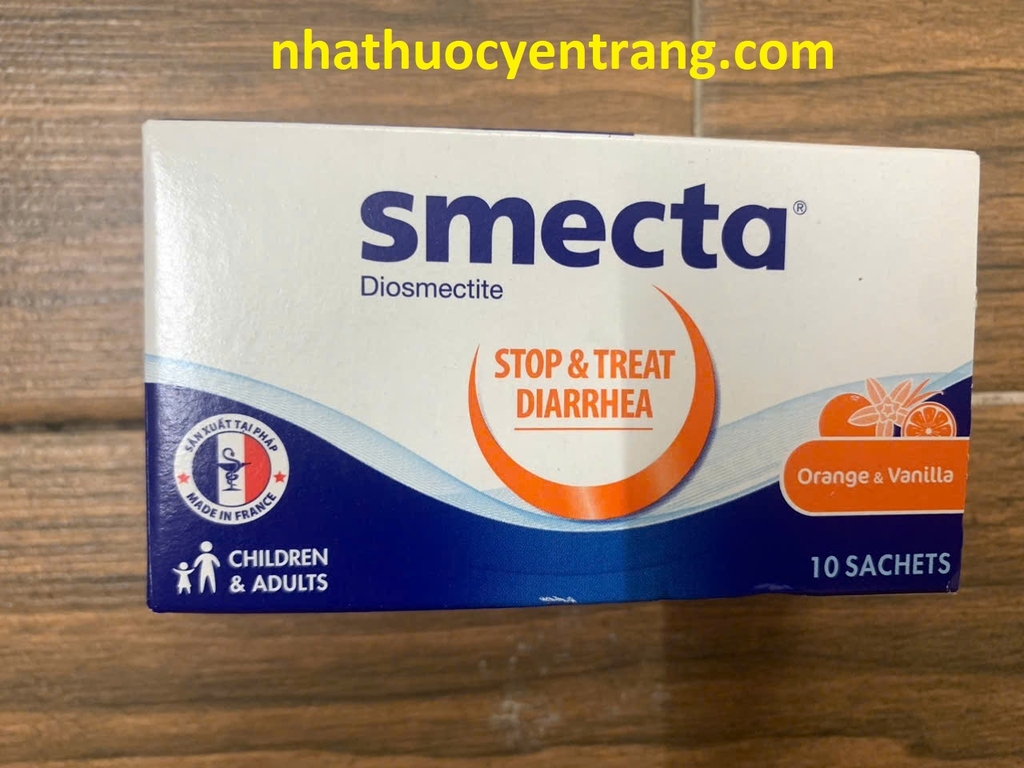 nhathuocyentrang.com
smecta®
Diosmectite
STOP & TREAT
DIARRHEA
SẢN XUẤT TẠI PHÁP
MADE IN FRANCE
Orange & Vanilla
CHILDREN
& ADULTS
10 SACHETS